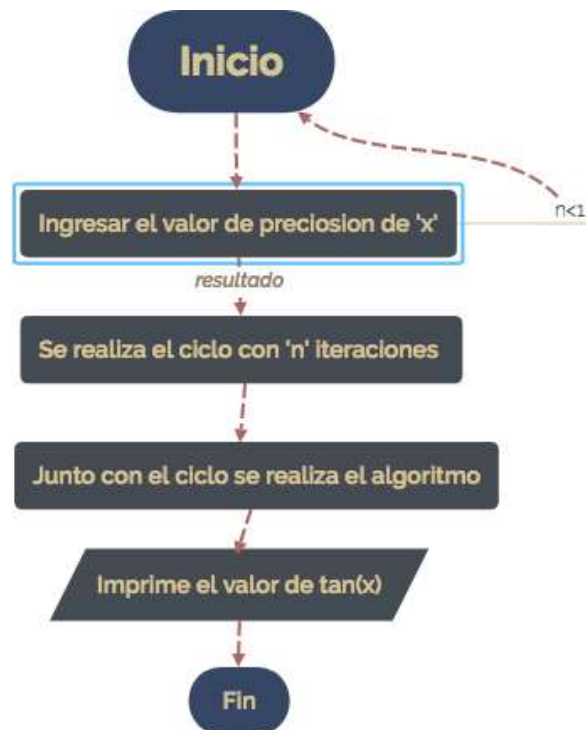 Inicio
Ingresar el valor de preciosion de 'x'
n<1
resultado
Se realiza el ciclo con 'n' iteraciones
Junto con el ciclo se realiza el algoritmo
Imprime el valor de tan(x)
Fin